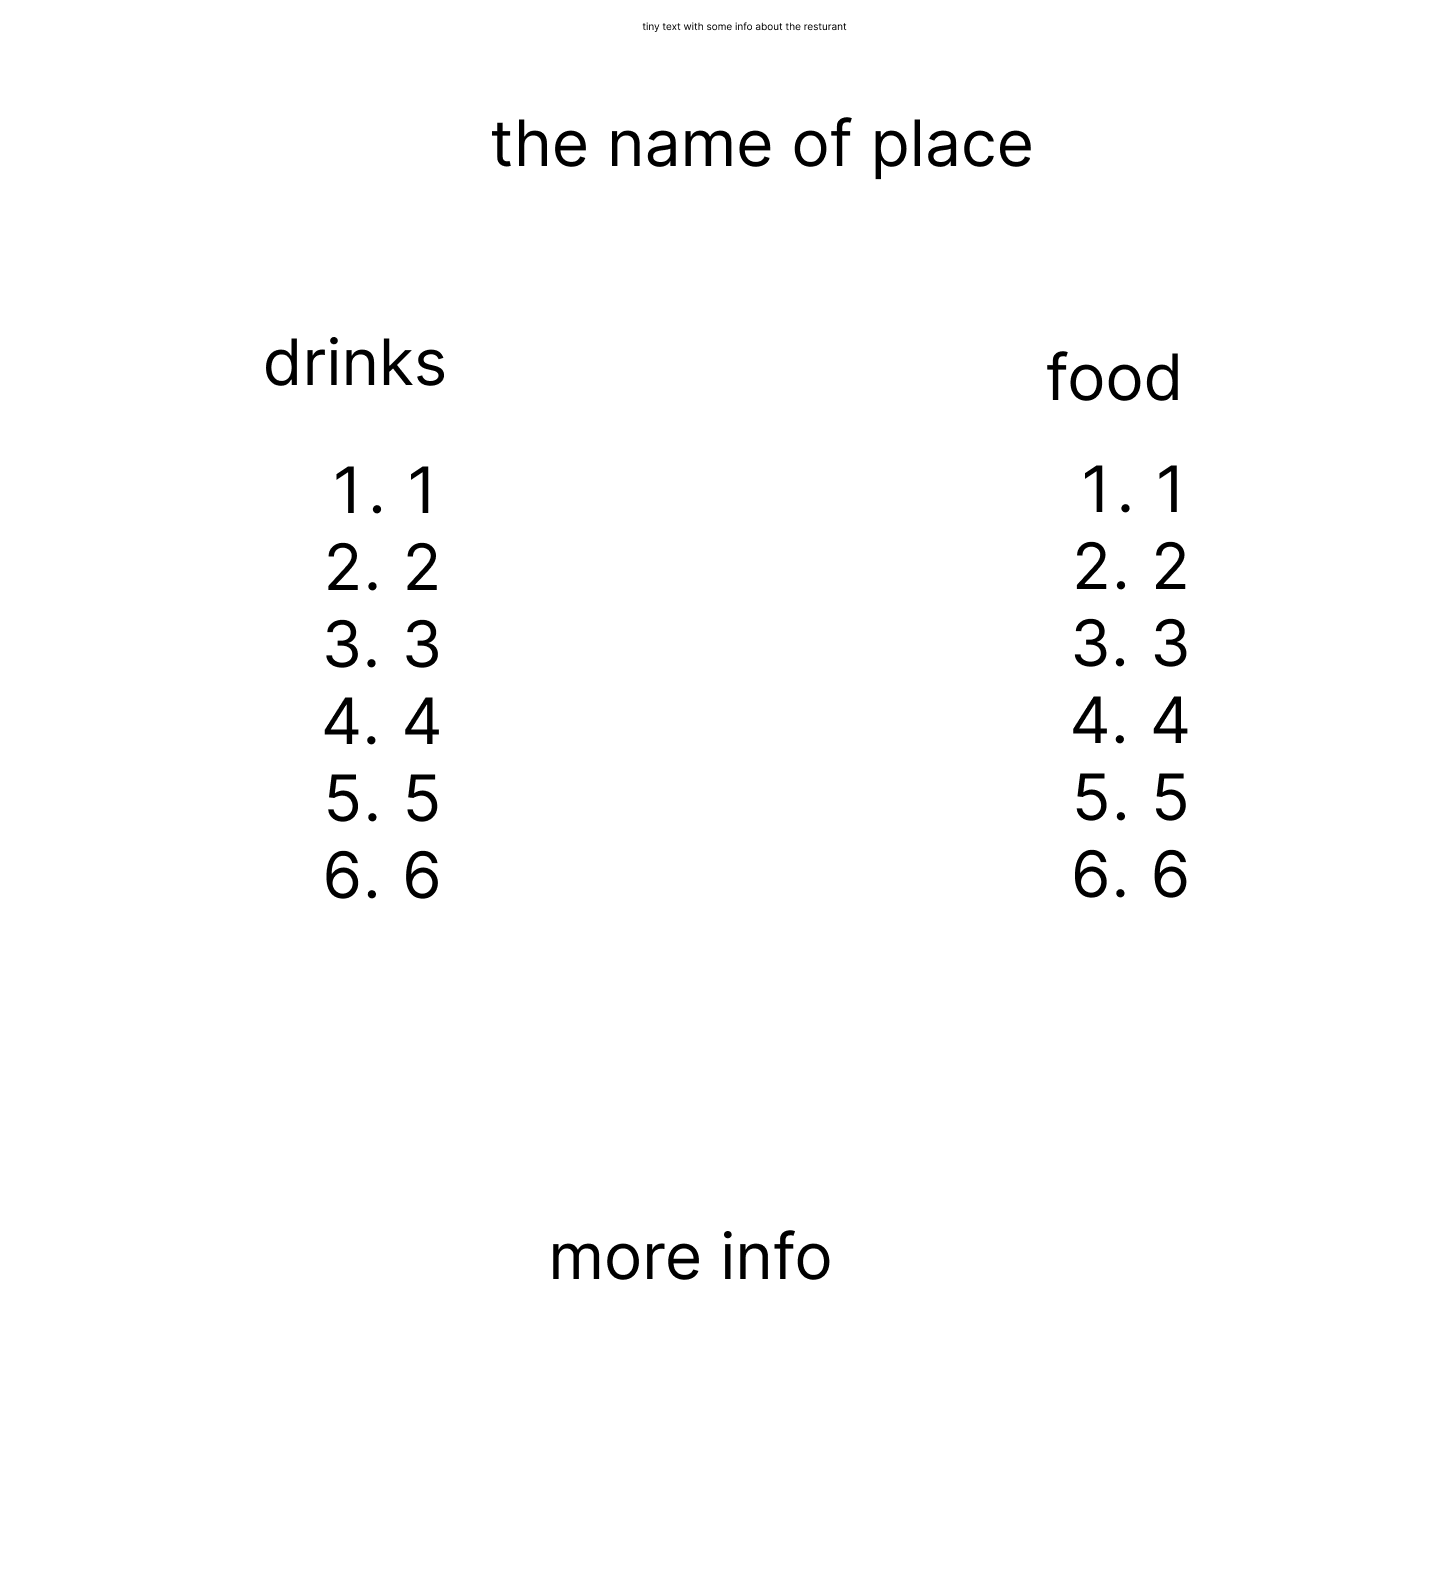 tiny text with some info about the resturant
the name of place
drinks
1. 1
2. 2
3. 3
4. 4
5. 5
6. 6
food
1. 1
2. 2
3. 3
4. 4
5. 5
6. 6
more info